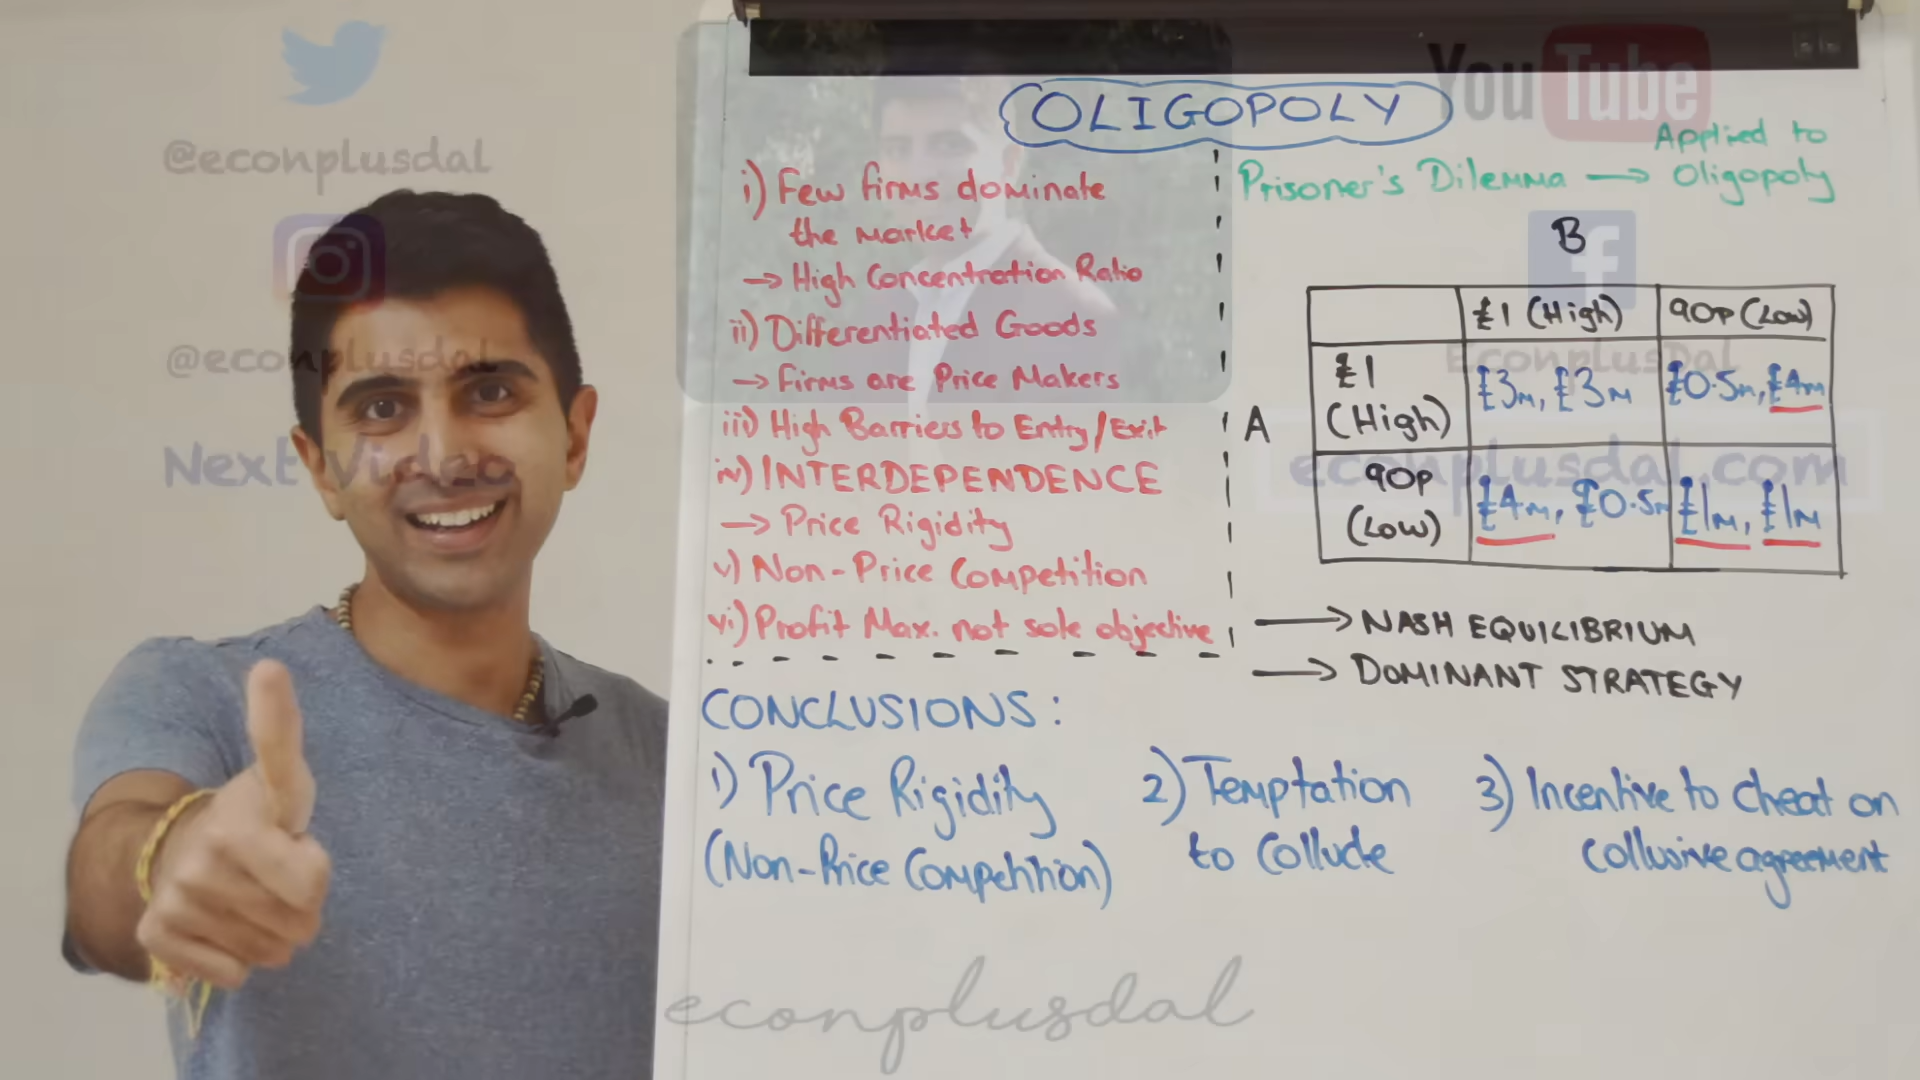 @econplusdal
@econplusdal
Next Video
YouTube
EconplusDal
econplusdal.com
OLIGOPOLY
i) Few firms dominate
the market
→ High Concentration Ratio
ii) Differentiated Goods
→ Firms are Price Makers
iii) High Barriers to Entry/Exit
iv) INTERDEPENDENCE
→ Price Rigidity
v) Non-Price Competition
vi) Profit Max. not sole objective
Applied to
Prisoner's Dilemma → Oligopoly
B
£1 (High) 90p (Low)
£1
(High) £3m, £3m £0.5m, £4m
A
90p
(Low) £4m, £0.5m £1m, £1m
→ NASH EQUILIBRIUM
→ DOMINANT STRATEGY
CONCLUSIONS:
1) Price Rigidity
(Non-Price Competition)
2) Temptation
to Collude
3) Incentive to cheat on
collusive agreement
econplusdal